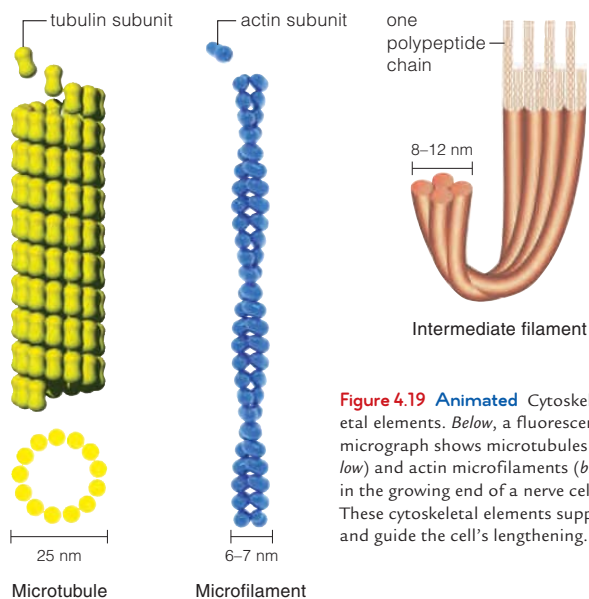 tubulin subunit
actin subunit
one
polypeptide
chain
8–12 nm
Intermediate filament
25 nm
Microtubule
6–7 nm
Microfilament
Figure 4.19 Animated Cytoskel
etal elements. Below, a fluorescen
micrograph shows microtubules
low) and actin microfilaments (b
in the growing end of a nerve cel
These cytoskeletal elements supp
and guide the cell’s lengthening.